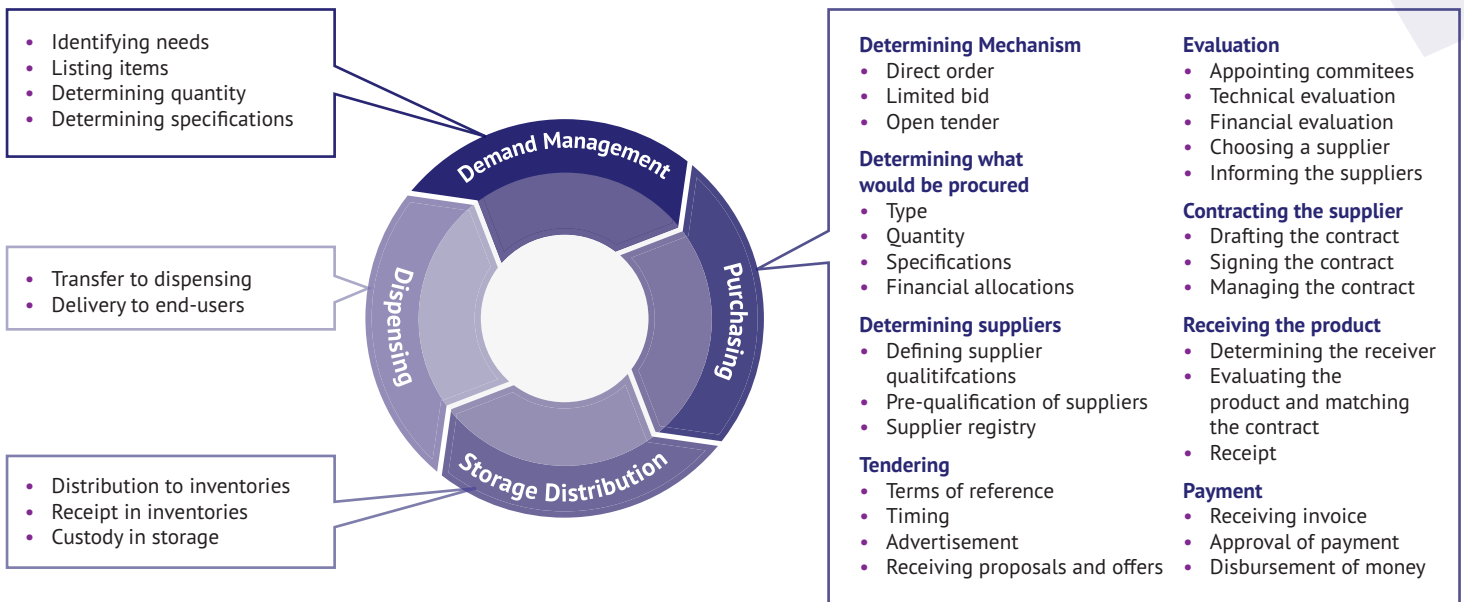 • Identifying needs
• Listing items
• Determining quantity
• Determining specifications
Demand Management
Purchasing
Storage Distribution
Dispensing
• Transfer to dispensing
• Delivery to end-users
• Distribution to inventories
• Receipt in inventories
• Custody in storage
Determining Mechanism
• Direct order
• Limited bid
• Open tender
Determining what
would be procured
• Type
• Quantity
• Specifications
• Financial allocations
Determining suppliers
• Defining supplier
qualitifcations
• Pre-qualification of suppliers
• Supplier registry
Tendering
• Terms of reference
• Timing
• Advertisement
• Receiving proposals and offers
Evaluation
• Appointing commitees
• Technical evaluation
• Financial evaluation
• Choosing a supplier
• Informing the suppliers
Contracting the supplier
• Drafting the contract
• Signing the contract
• Managing the contract
Receiving the product
• Determining the receiver
• Evaluating the
product and matching
the contract
• Receipt
Payment
• Receiving invoice
• Approval of payment
• Disbursement of money